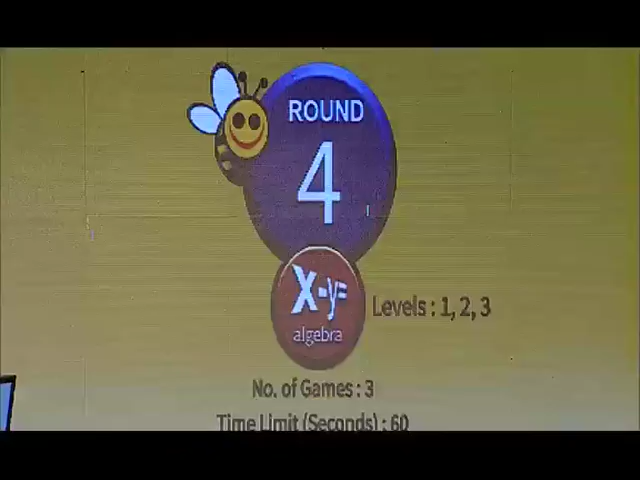 ROUND
4
X-y=
algebra
Levels : 1, 2, 3
No. of Games : 3
Time Limit (Seconds) : 60